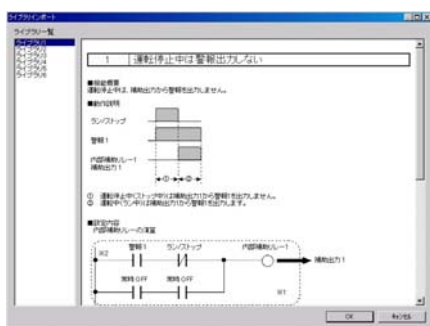 ライブラリインポート
ライブラリ一覧
ライブラリ1
ライブラリ2
ライブラリ3
ライブラリ4
ライブラリ5
ライブラリ6
1 運転停止中は警報出力しない
■機能概要
運転停止中は、補助出力から警報を出力しません。
■動作説明
ラン/ストップ
警報1
内部補助リレー1
補助出力1
① ②
① 運転停止中(ストップ中)は補助出力1から警報1を出力しません。
② 運転中(ラン中)は補助出力1から警報1を出力します。
■設定内容
内部補助リレーの演算
※2 警報1 ラン/ストップ 内部補助リレー1
補助出力1
常時OFF 常時OFF
※1
OK キャンセル